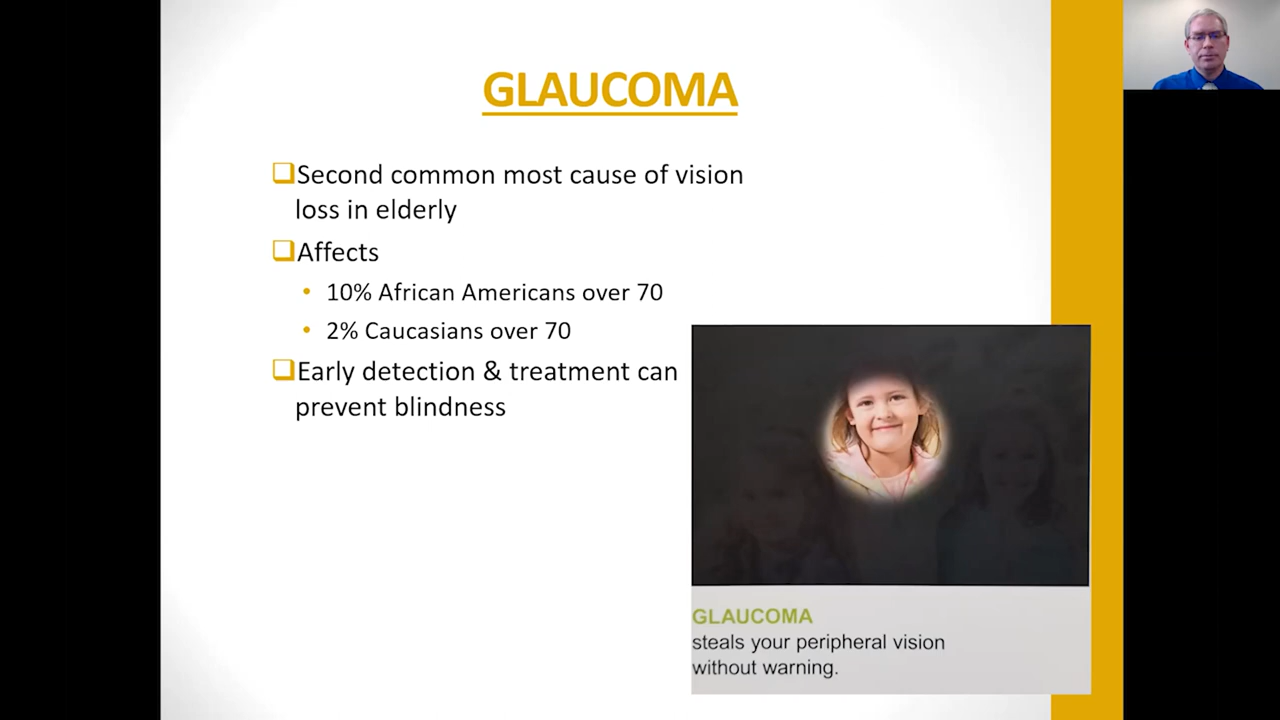 GLAUCOMA
Second common most cause of vision
loss in elderly
Affects
10% African Americans over 70
2% Caucasians over 70
Early detection & treatment can
prevent blindness
GLAUCOMA
steals your peripheral vision
without warning.